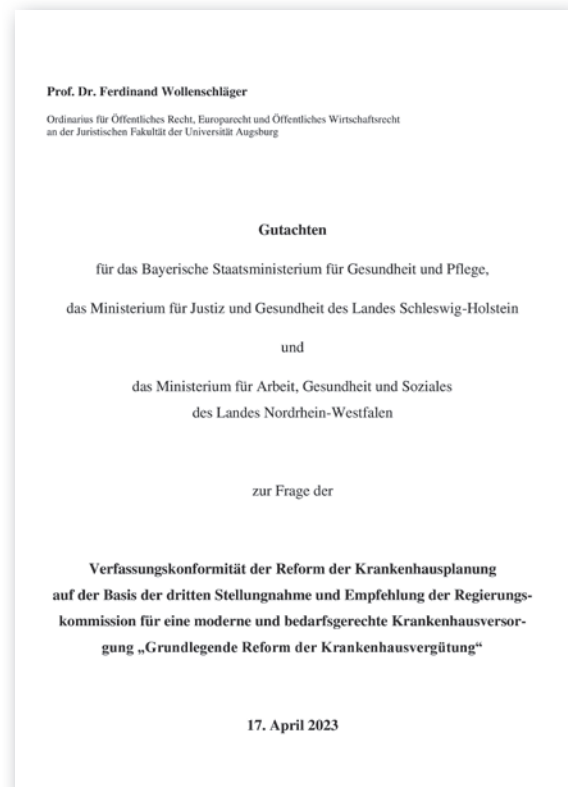 Prof. Dr. Ferdinand Wollenschläger
Ordinarius für Öffentliches Recht, Europarecht und Öffentliches Wirtschaftsrecht
an der Juristischen Fakultät der Universität Augsburg
Gutachten
für das Bayerische Staatsministerium für Gesundheit und Pflege,
das Ministerium für Justiz und Gesundheit des Landes Schleswig-Holstein
und
das Ministerium für Arbeit, Gesundheit und Soziales
des Landes Nordrhein-Westfalen
zur Frage der
Verfassungskonformität der Reform der Krankenhausplanung
auf der Basis der dritten Stellungnahme und Empfehlung der Regierungs-
kommission für eine moderne und bedarfsgerechte Krankenhausversor-
gung „Grundlegende Reform der Krankenhausvergütung“
17. April 2023